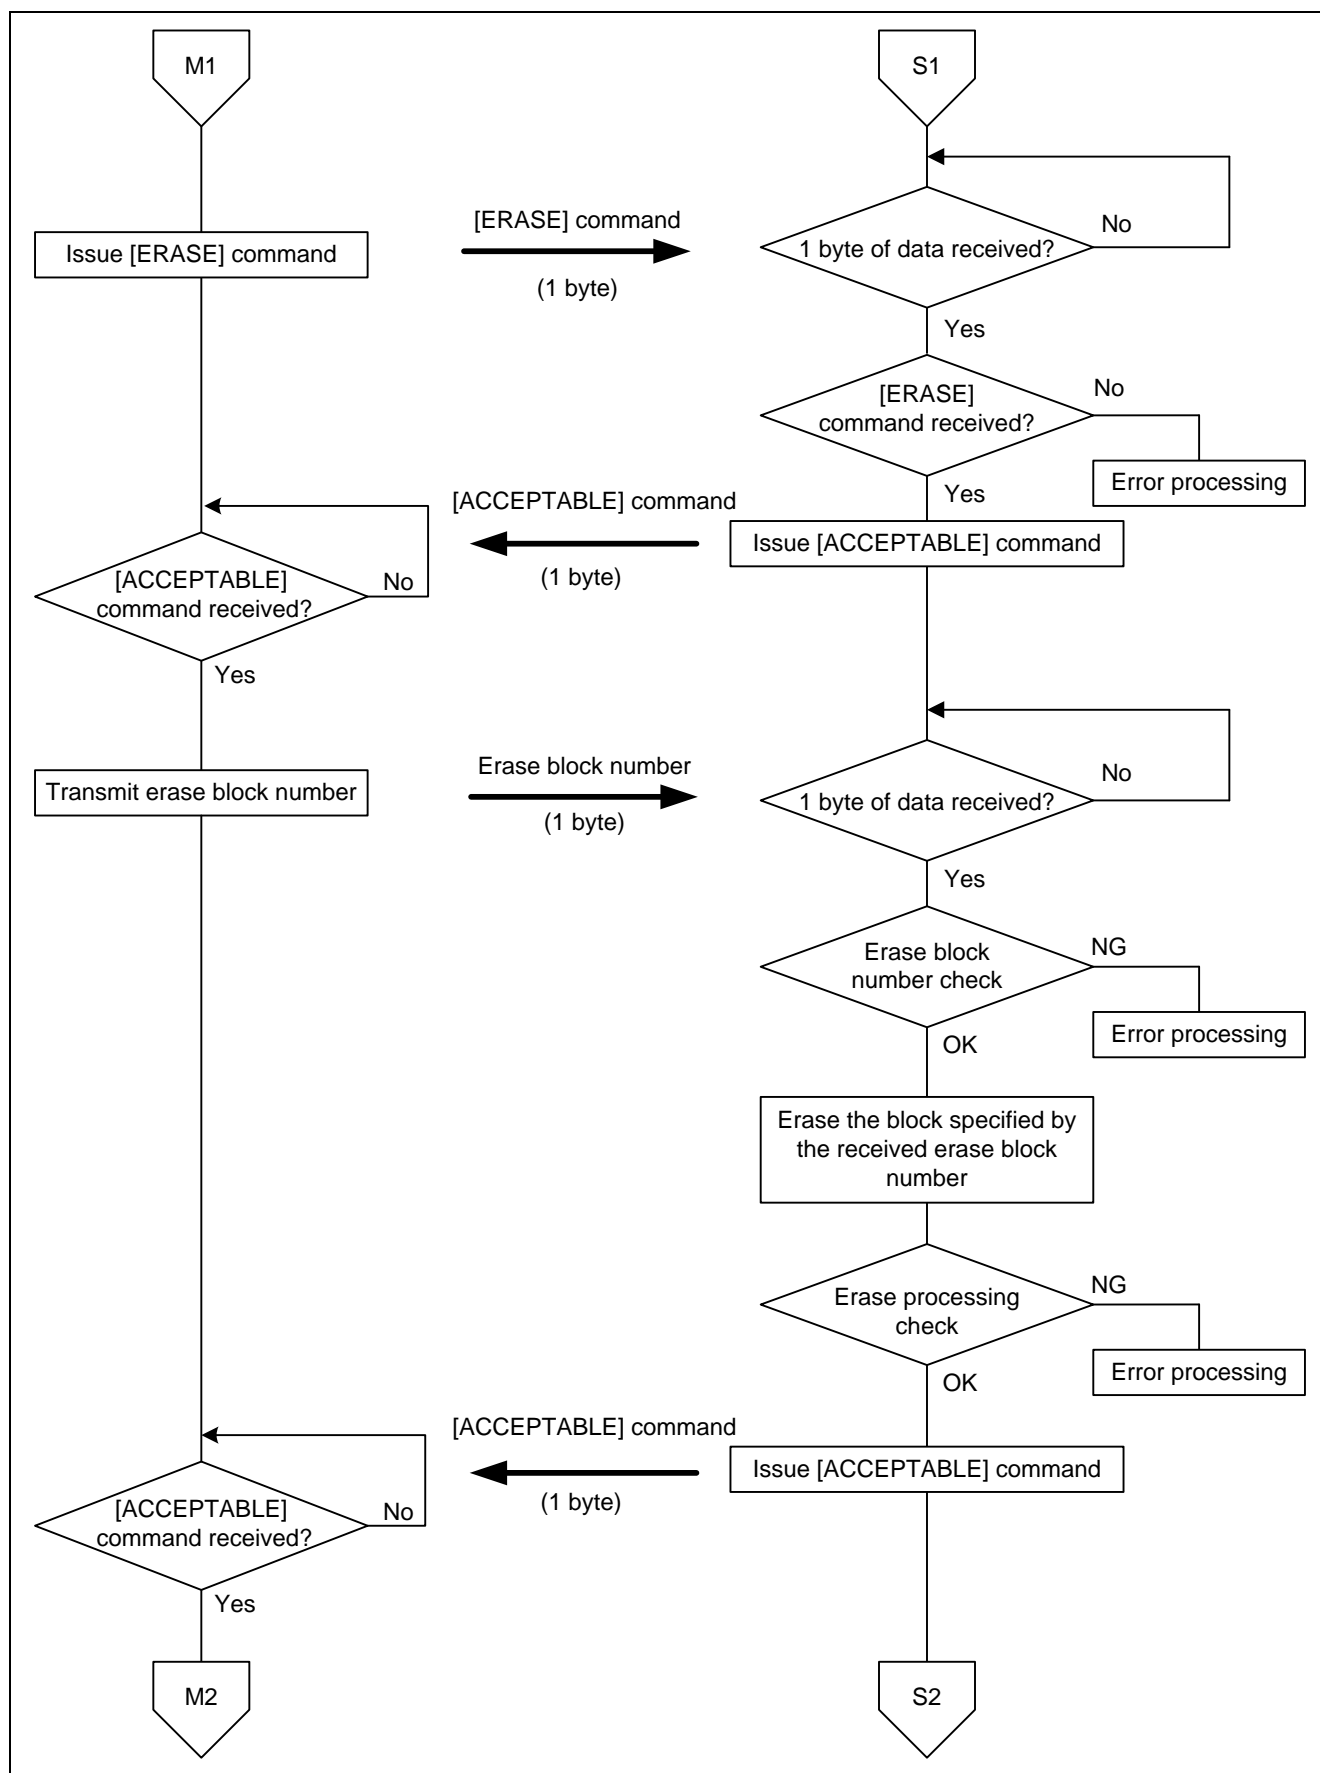 M1
S1
[ERASE] command
No
Issue [ERASE] command
1 byte of data received?
(1 byte)
Yes
[ERASE]
command received?
No
Error processing
Yes
[ACCEPTABLE] command
Issue [ACCEPTABLE] command
(1 byte)
[ACCEPTABLE]
command received?
No
Yes
Erase block number
No
Transmit erase block number
1 byte of data received?
(1 byte)
Yes
Erase block
number check
NG
Error processing
OK
Erase the block specified by
the received erase block
number
NG
Erase processing
check
Error processing
OK
[ACCEPTABLE] command
Issue [ACCEPTABLE] command
(1 byte)
[ACCEPTABLE]
command received?
No
Yes
M2
S2